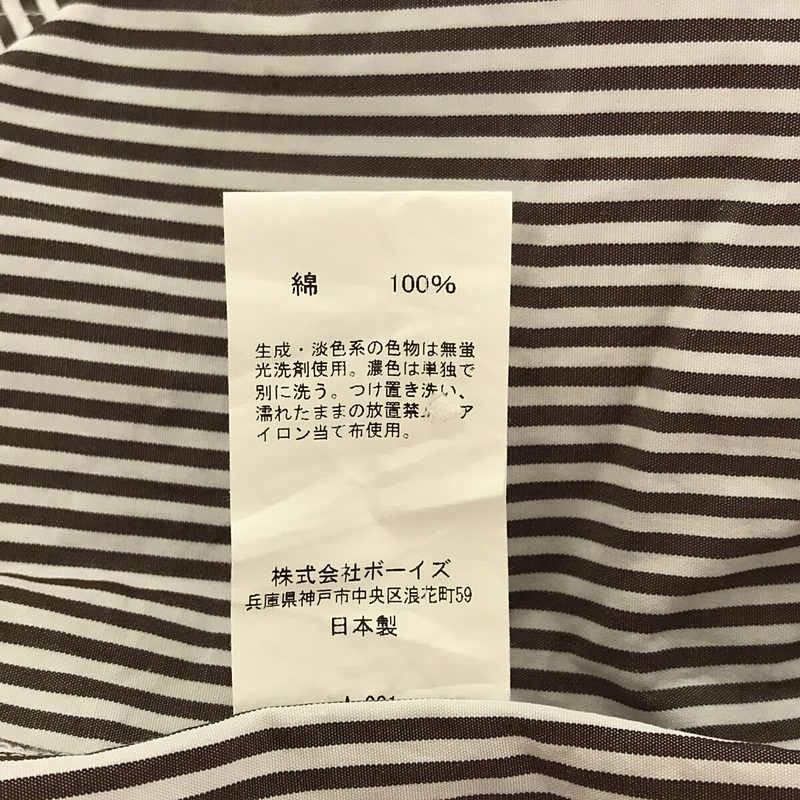 綿 100%
生成・淡色系の色物は無蛍
光洗剤使用。濃色は単独で
別に洗う。つけ置き洗い、
濡れたままの放置禁 ア
イロン当て布使用。
株式会社ボーイズ
兵庫県神戸市中央区浪花町59
日本製